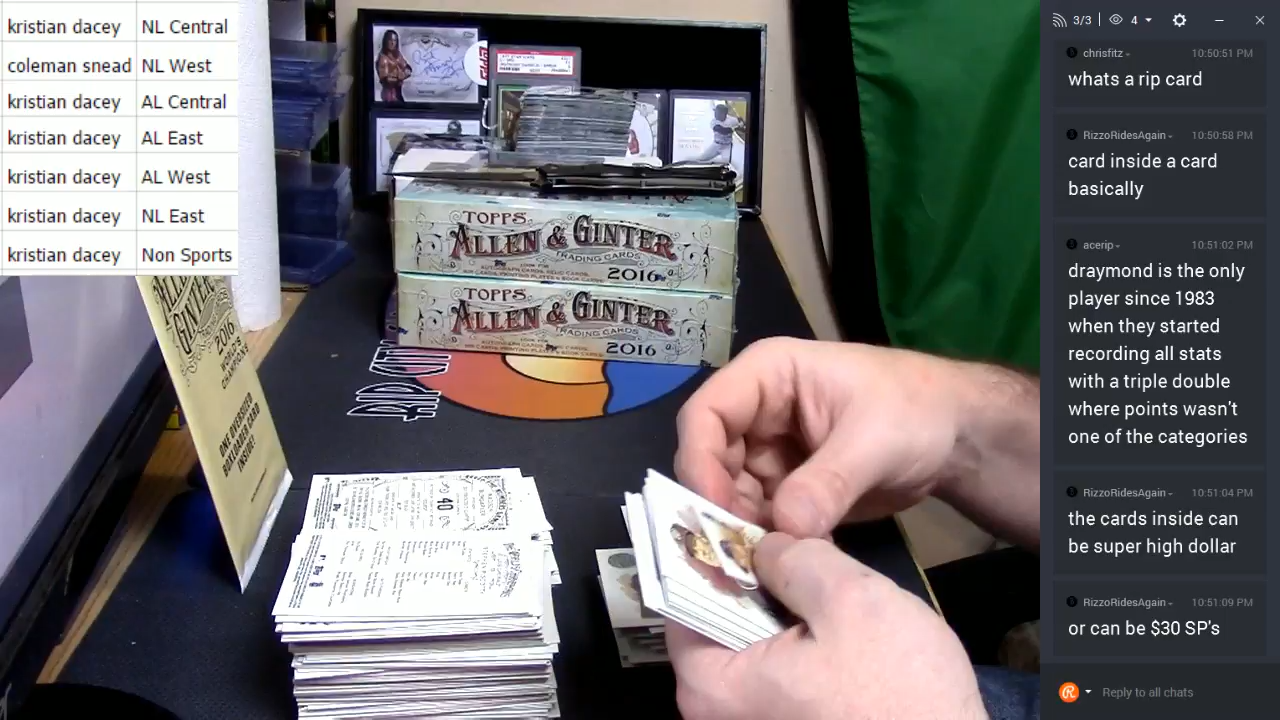 kristian dacey NL Central
coleman snead NL West
kristian dacey AL Central
kristian dacey AL East
kristian dacey AL West
kristian dacey NL East
kristian dacey Non Sports
TOPPS
ALLEN & GINTER
TRADING CARDS
2016
TOPPS
ALLEN & GINTER
TRADING CARDS
2016
RIP CITY
2016
ONE OVERSIZED
BOXLOADER CARD
INSIDE!
40
3/3
4
chrisfitz 10:50:51 PM
whats a rip card
RizzoRidesAgain 10:50:58 PM
card inside a card
basically
acerip 10:51:02 PM
draymond is the only
player since 1983
when they started
recording all stats
with a triple double
where points wasn't
one of the categories
RizzoRidesAgain 10:51:04 PM
the cards inside can
be super high dollar
RizzoRidesAgain 10:51:09 PM
or can be $30 SP's
Reply to all chats